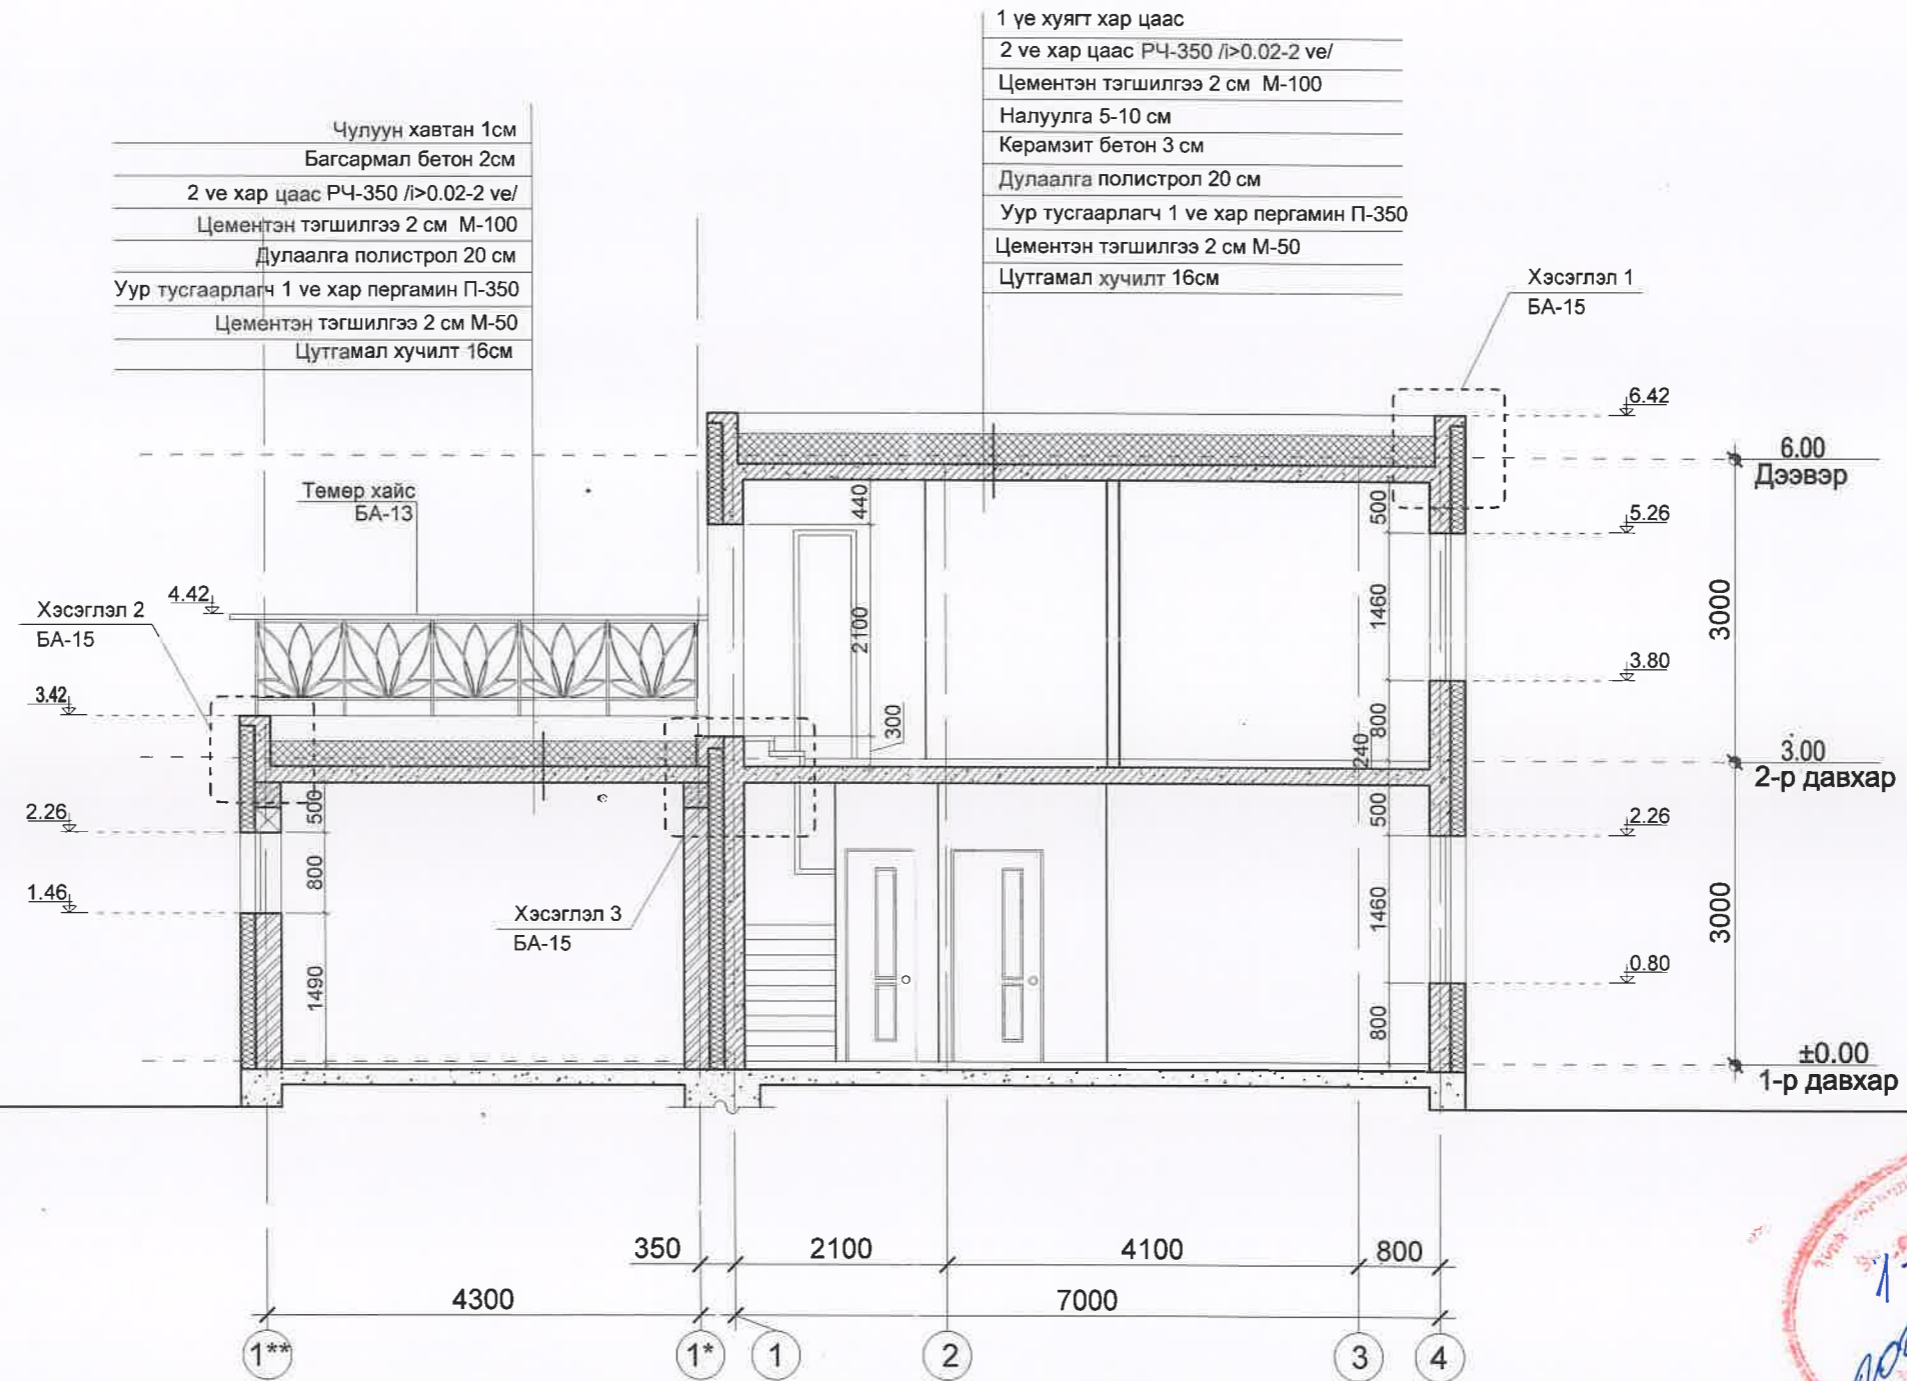 1 үе хуягт хар цаас
2 ve хар цаас РЧ-350 /i>0.02-2 ve/
Цементэн тэгшилгээ 2 см М-100
Налуулга 5-10 см
Керамзит бетон 3 см
Дулаалга полистрол 20 см
Уур тусгаарлагч 1 ve хар пергамин П-350
Цементэн тэгшилгээ 2 см М-50
Цутгамал хучилт 16см
Чулуун хавтан 1см
Багсармал бетон 2см
2 ve хар цаас РЧ-350 /i>0.02-2 ve/
Цементэн тэгшилгээ 2 см М-100
Дулаалга полистрол 20 см
Уур тусгаарлагч 1 ve хар пергамин П-350
Цементэн тэгшилгээ 2 см М-50
Цутгамал хучилт 16см
Хэсэглэл 1
БА-15
6.42
6.00
Дээвэр
Төмөр хайс
БА-13
440
500
5.26
4.42
Хэсэглэл 2
БА-15
2100
1460
3000
3.80
3.42
300
800
240
3.00
2-р давхар
500
2.26
500
2.26
800
1.46
Хэсэглэл 3
БА-15
1460
3000
0.80
1490
800
±0.00
1-р давхар
350
2100
4100
800
4300
7000
1**
1*
1
2
3
4